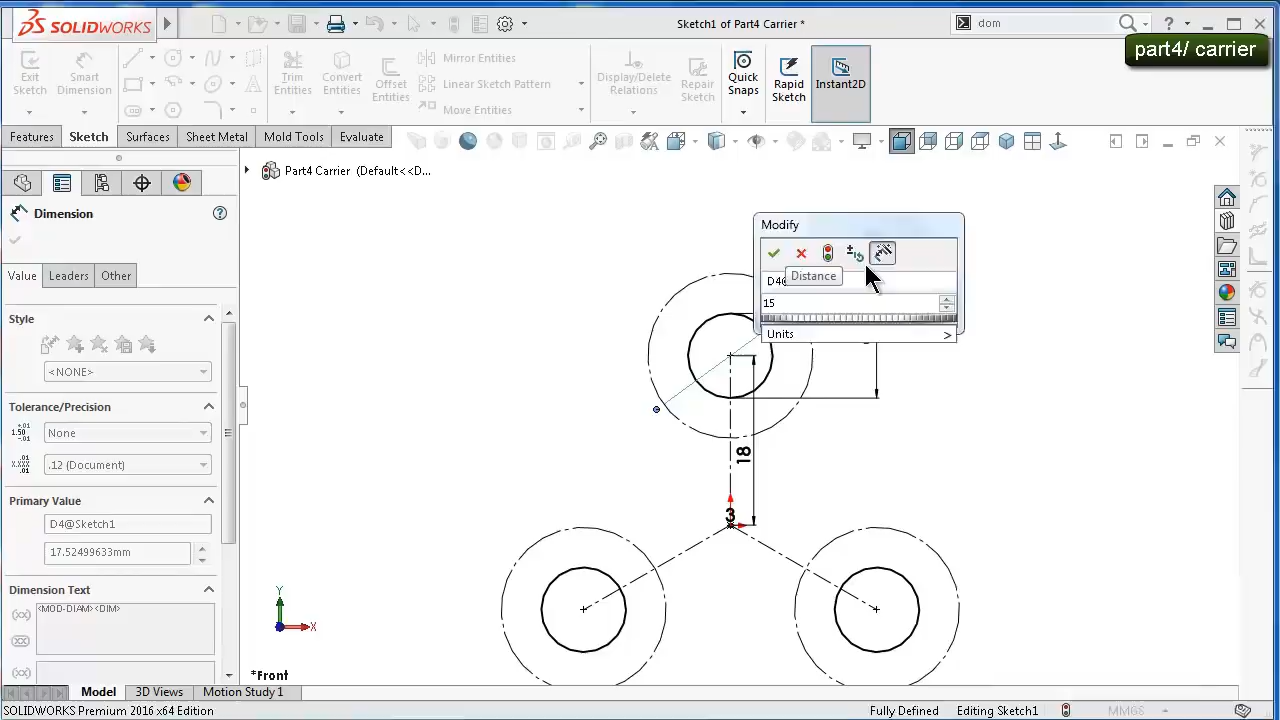 SOLIDWORKS
Sketch1 of Part4 Carrier *
dom
?
part4/ carrier
Exit Sketch
Smart Dimension
Trim Entities
Convert Entities
Offset Entities
Mirror Entities
Linear Sketch Pattern
Move Entities
Display/Delete Relations
Repair Sketch
Quick Snaps
Rapid Sketch
Instant2D
Features
Sketch
Surfaces
Sheet Metal
Mold Tools
Evaluate
Part4 Carrier (Default<<D...
Dimension
?
Value
Leaders
Other
Style
<NONE>
Tolerance/Precision
None
.12 (Document)
Primary Value
D4@Sketch1
17.52499633mm
Dimension Text
<MOD-DIAM><DIM>
Modify
Distance
D4@
15
Units >
18
3
Y
X
*Front
Model
3D Views
Motion Study 1
SOLIDWORKS Premium 2016 x64 Edition
Fully Defined
Editing Sketch1
MMGS